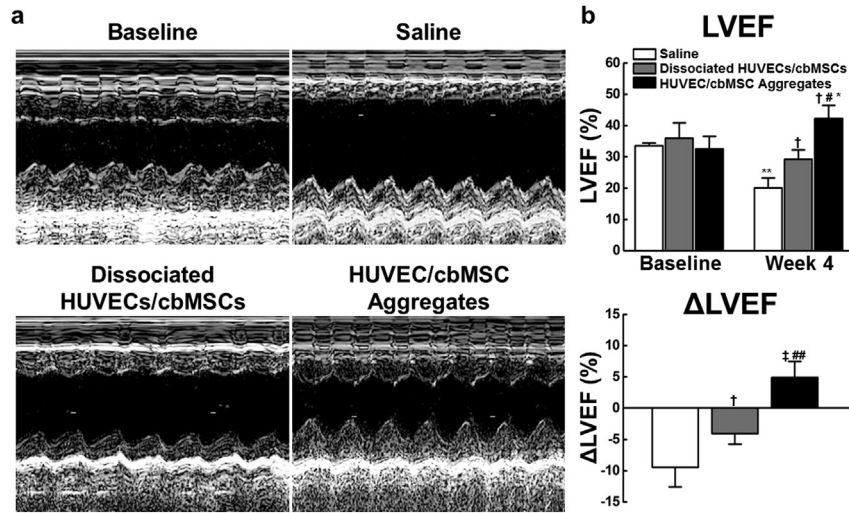 a
Baseline
Saline
Dissociated
HUVECs/cbMSCs
HUVEC/cbMSC
Aggregates
b
LVEF
Saline
Dissociated HUVECs/cbMSCs
HUVEC/cbMSC Aggregates
LVEF (%)
60
50
40
30
20
10
0
**
†
† # *
Baseline
Week 4
ΔLVEF
ΔLVEF (%)
15
10
5
0
-5
-10
-15
†
‡ ##